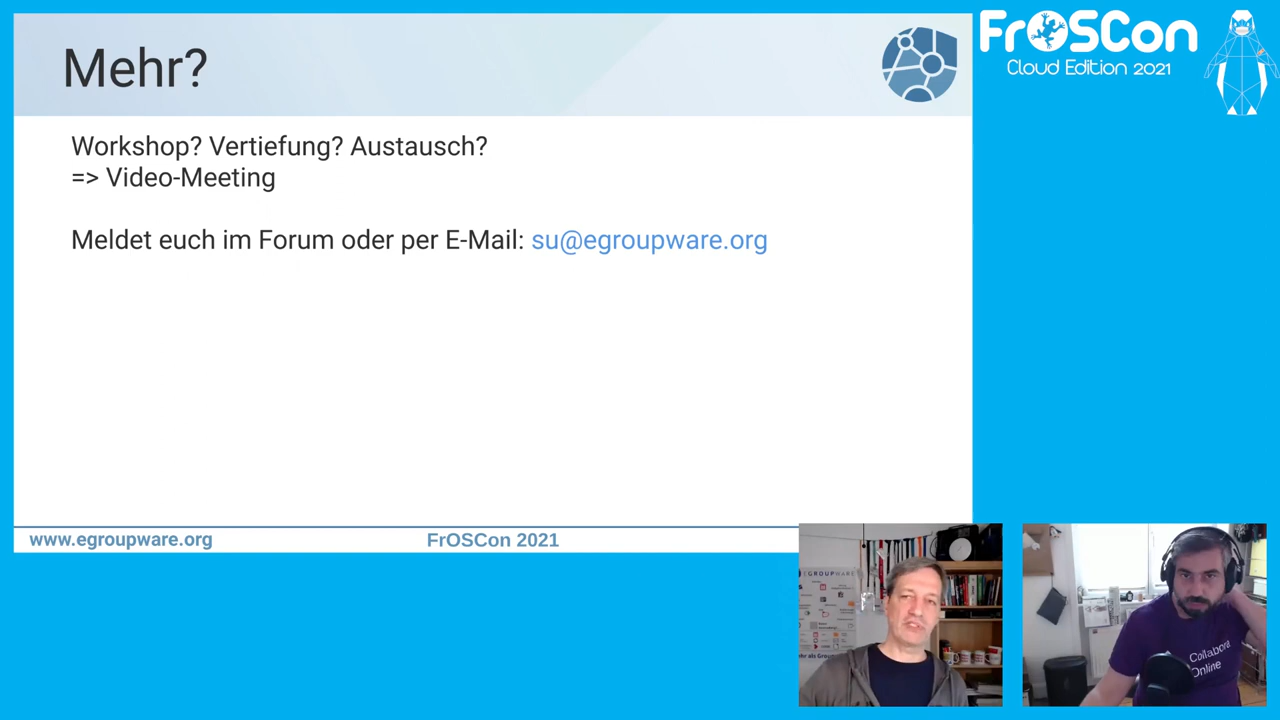 Mehr?
FrOSCon
Cloud Edition 2021
Workshop? Vertiefung? Austausch?
=> Video-Meeting
Meldet euch im Forum oder per E-Mail: su@egroupware.org
www.egroupware.org
FrOSCon 2021
EGROUPWARE
Collabora
Online